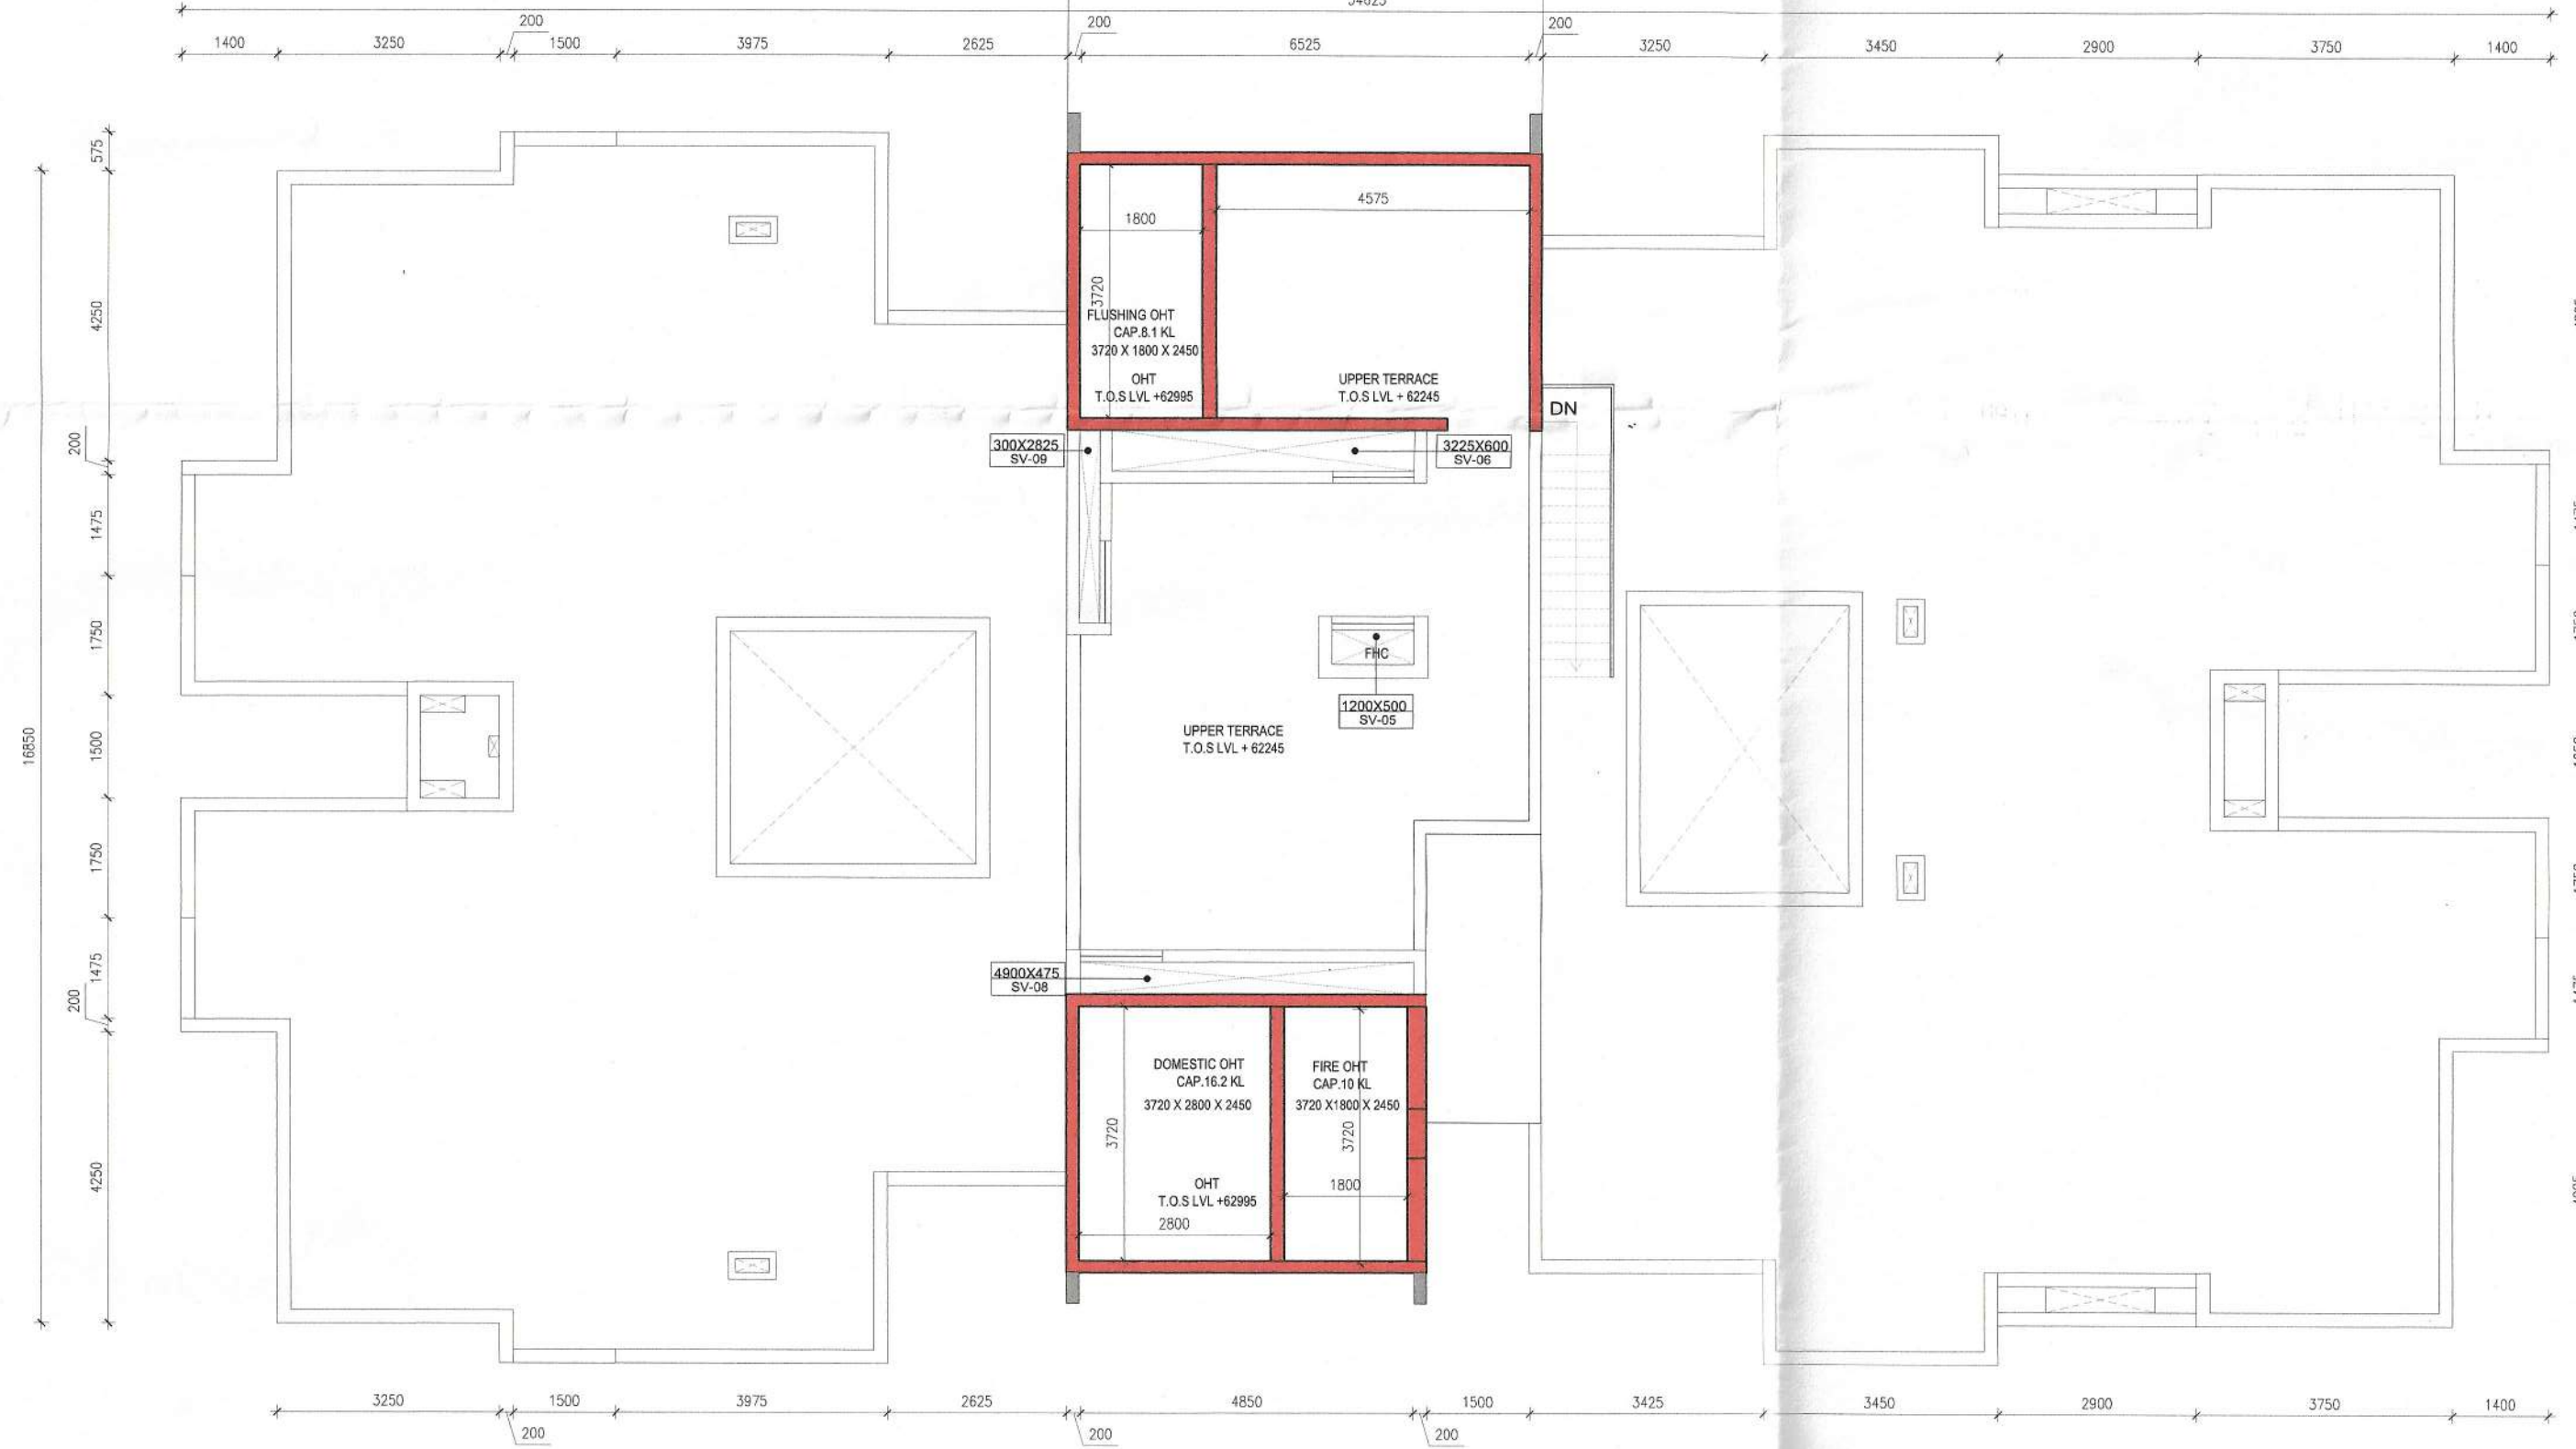 200
200
200
1400
3250
1500
3975
2625
6525
3250
3450
2900
3750
1400
575
4250
200
1475
1750
1500
16850
1750
1475
200
4250
1800
4575
3720
FLUSHING OHT
CAP.8.1 KL
3720 X 1800 X 2450
OHT
T.O.S LVL +62995
UPPER TERRACE
T.O.S LVL + 62245
DN
300X2825
SV-09
3225X600
SV-06
FHC
1200X500
SV-05
UPPER TERRACE
T.O.S LVL + 62245
4900X475
SV-08
DOMESTIC OHT
CAP.16.2 KL
3720 X 2800 X 2450
FIRE OHT
CAP.10 KL
3720 X1800 X 2450
3720
3720
OHT
T.O.S LVL +62995
1800
2800
3250
1500
3975
2625
4850
1500
3425
3450
2900
3750
1400
200
200
200